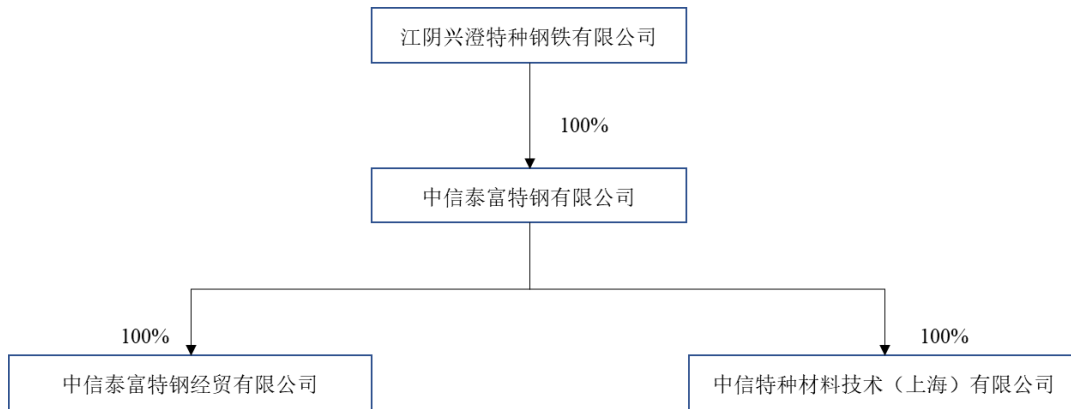 江阴兴澄特种钢铁有限公司
100%
中信泰富特钢有限公司
100%
100%
中信泰富特钢经贸有限公司
中信特种材料技术（上海）有限公司